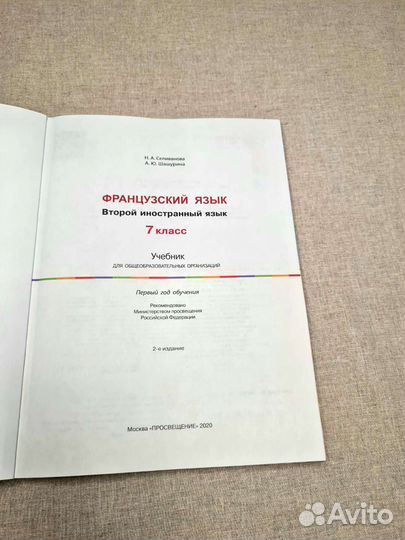 Н. А. Селиванова
А. Ю. Шашурина
ФРАНЦУЗСКИЙ ЯЗЫК
Второй иностранный язык
7 класс
Учебник
ДЛЯ ОБЩЕОБРАЗОВАТЕЛЬНЫХ ОРГАНИЗАЦИЙ
Первый год обучения
Рекомендовано
Министерством просвещения
Российской Федерации
2-е издание
Москва «ПРОСВЕЩЕНИЕ» 2020
Avito